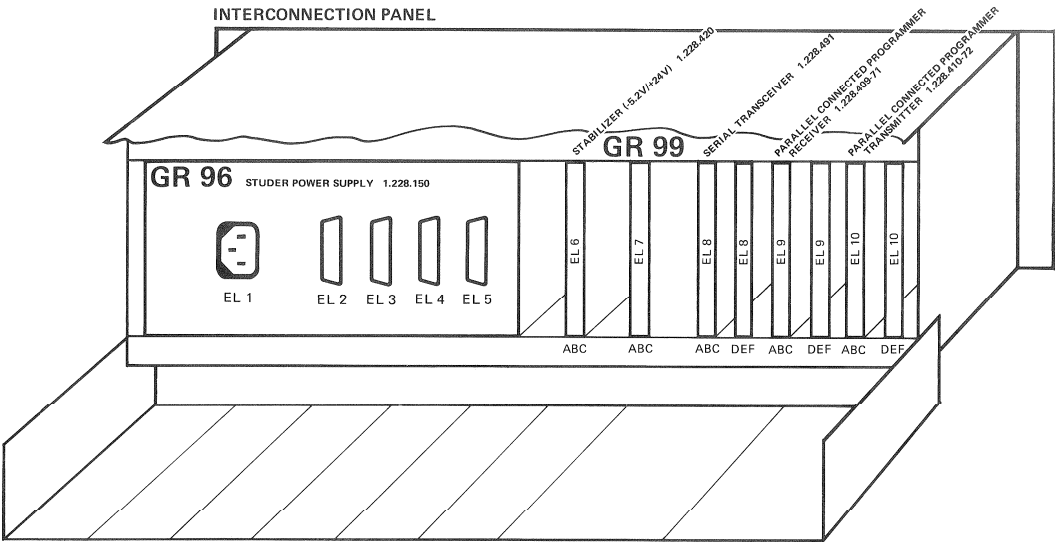 INTERCONNECTION PANEL
STABILIZER (-5.2V/+24V) 1.228.420
SERIAL TRANSCEIVER 1.228.491
PARALLEL CONNECTED PROGRAMMER
RECEIVER 1.228.409-71
PARALLEL CONNECTED PROGRAMMER
TRANSMITTER 1.228.410-72
GR 99
GR 96 STUDER POWER SUPPLY 1.228.150
EL 1
EL 2
EL 3
EL 4
EL 5
EL 6
EL 7
EL 8
EL 8
EL 9
EL 9
EL 10
EL 10
ABC
ABC
ABC
DEF
ABC
DEF
ABC
DEF